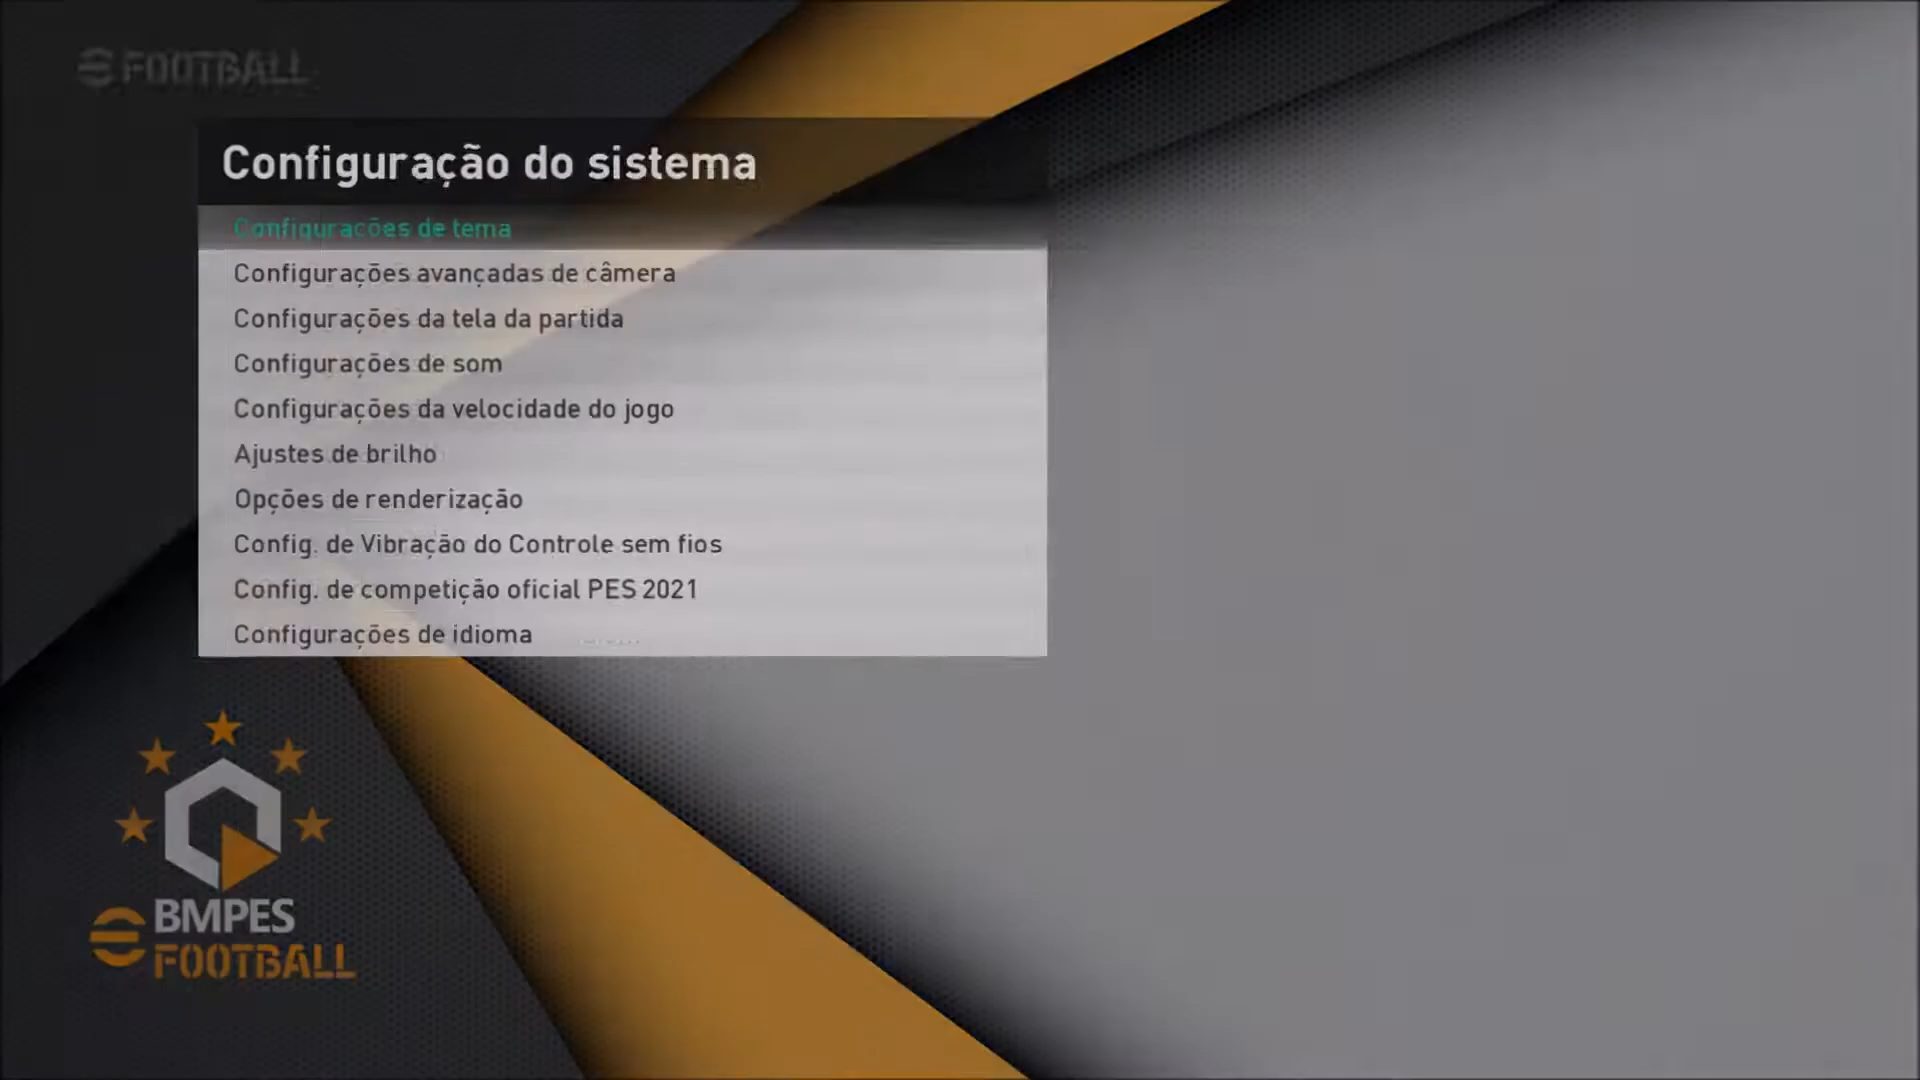 FOOTBALL
Configuração do sistema
Configurações de tema
Configurações avançadas de câmera
Configurações da tela da partida
Configurações de som
Configurações da velocidade do jogo
Ajustes de brilho
Opções de renderização
Config. de Vibração do Controle sem fios
Config. de competição oficial PES 2021
Configurações de idioma
BMPES
FOOTBALL